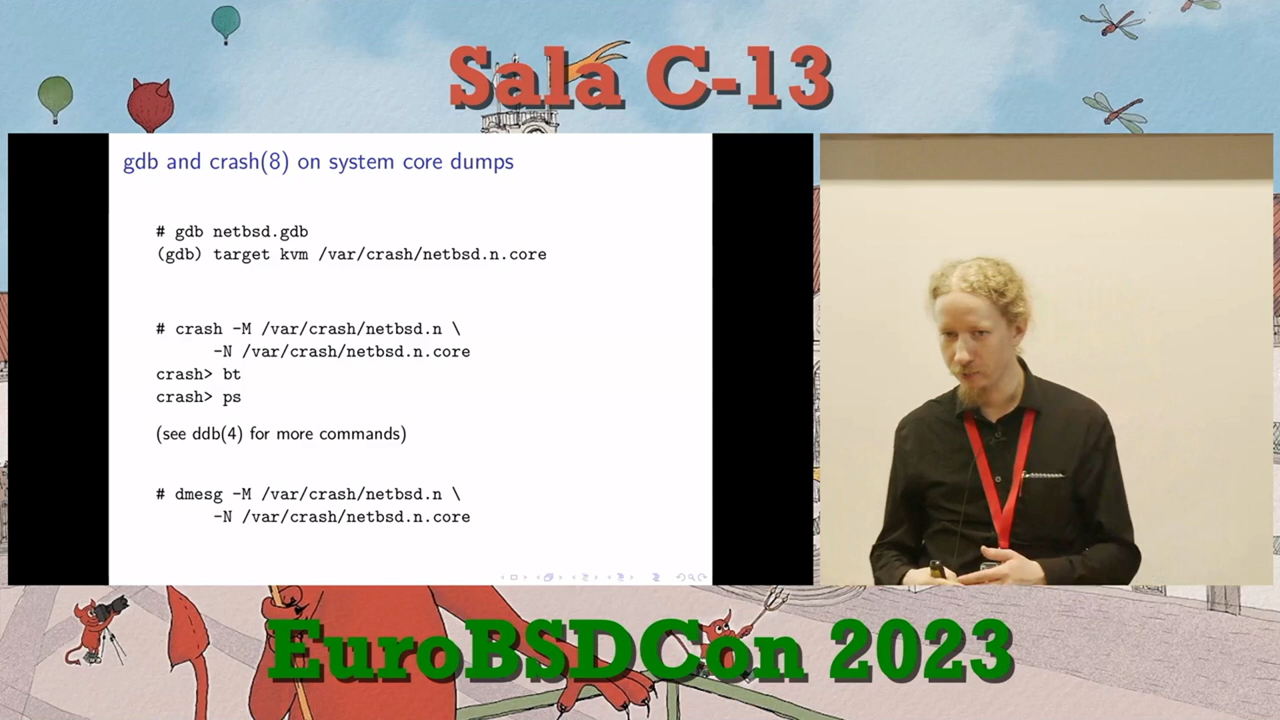 Sala C-13
gdb and crash(8) on system core dumps
# gdb netbsd.gdb
(gdb) target kvm /var/crash/netbsd.n.core
# crash -M /var/crash/netbsd.n \
-N /var/crash/netbsd.n.core
crash> bt
crash> ps
(see ddb(4) for more commands)
# dmesg -M /var/crash/netbsd.n \
-N /var/crash/netbsd.n.core
EuroBSDCon 2023